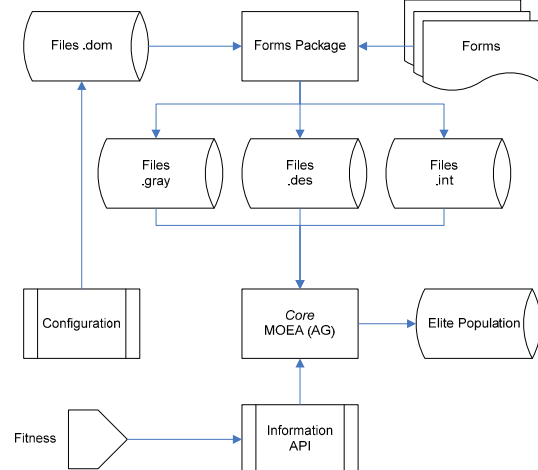 Files .dom
Forms Package
Forms
Files
.gray
Files
.des
Files
.int
Configuration
Core
MOEA (AG)
Elite Population
Fitness
Information
API